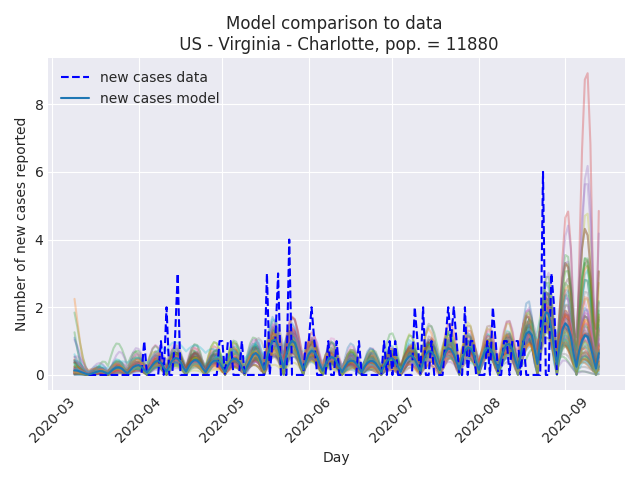 Model comparison to data
US - Virginia - Charlotte, pop. = 11880
new cases data
new cases model
Number of new cases reported
8
6
4
2
0
2020-03
2020-04
2020-05
2020-06
2020-07
2020-08
2020-09
Day